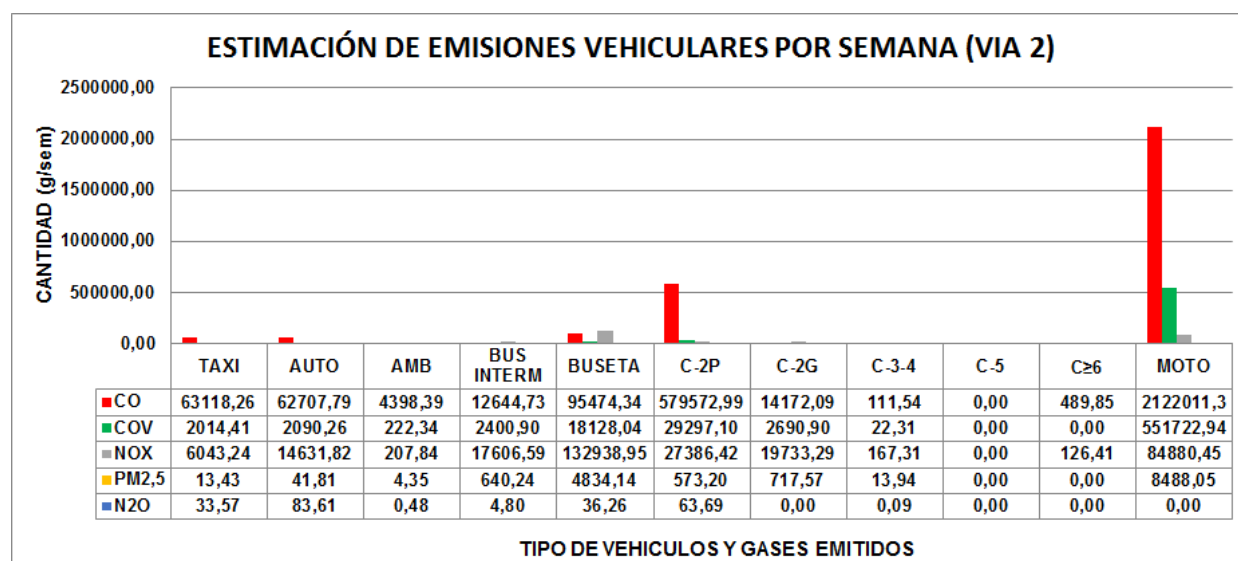 ESTIMACIÓN DE EMISIONES VEHICULARES POR SEMANA (VIA 2)
CANTIDAD (g/sem)
2500000,00
2000000,00
1500000,00
1000000,00
500000,00
0,00
TAXI AUTO AMB BUS INTERM BUSETA C-2P C-2G C-3-4 C-5 C≥6 MOTO
CO 63118,26 62707,79 4398,39 12644,73 95474,34 579572,99 14172,09 111,54 0,00 489,85 2122011,3
COV 2014,41 2090,26 222,34 2400,90 18128,04 29297,10 2690,90 22,31 0,00 0,00 551722,94
NOX 6043,24 14631,82 207,84 17606,59 132938,95 27386,42 19733,29 167,31 0,00 126,41 84880,45
PM2,5 13,43 41,81 4,35 640,24 4834,14 573,20 717,57 13,94 0,00 0,00 8488,05
N2O 33,57 83,61 0,48 4,80 36,26 63,69 0,00 0,09 0,00 0,00 0,00
TIPO DE VEHICULOS Y GASES EMITIDOS